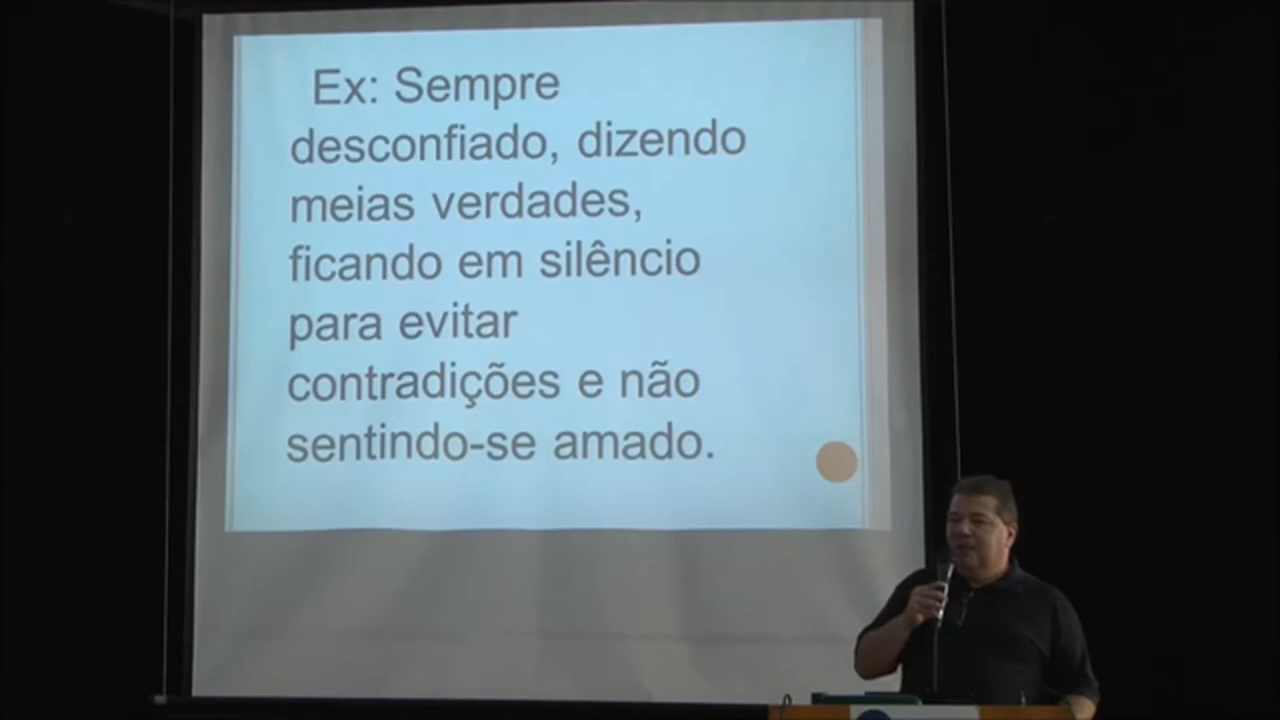 Ex: Sempre
desconfiado, dizendo
meias verdades,
ficando em silêncio
para evitar
contradições e não
sentindo-se amado.